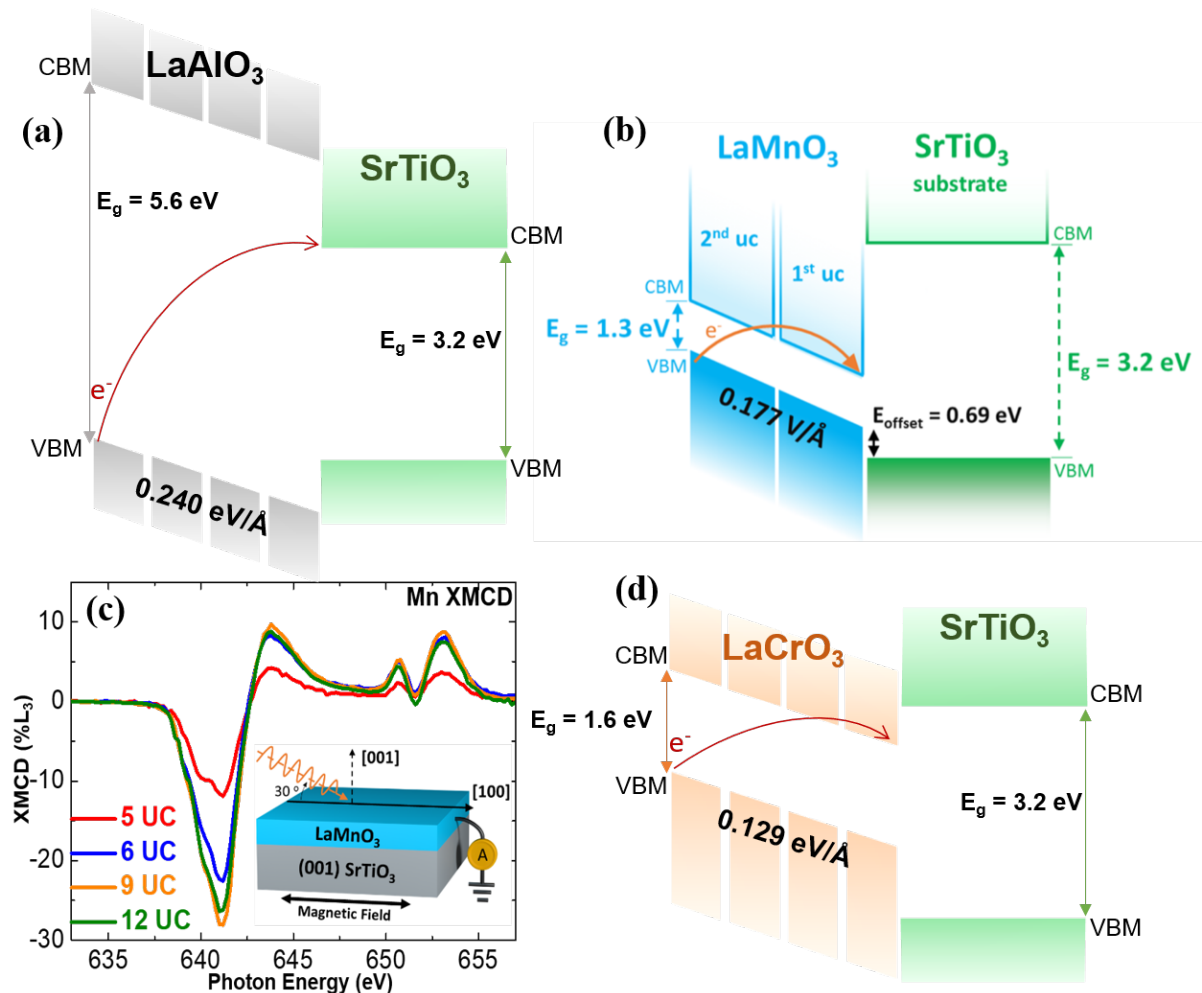 (a)
LaAlO₃
CBM
E_g = 5.6 eV
e⁻
VBM
0.240 eV/Å
SrTiO₃
CBM
E_g = 3.2 eV
VBM
(b)
LaMnO₃
SrTiO₃
substrate
2nd uc
1st uc
CBM
E_g = 1.3 eV
VBM
e⁻
0.177 V/Å
CBM
E_g = 3.2 eV
E_offset = 0.69 eV
VBM
(c)
Mn XMCD
XMCD (%L₃)
10
0
-10
-20
-30
5 UC
6 UC
9 UC
12 UC
[001]
[100]
30 °
LaMnO₃
(001) SrTiO₃
A
Magnetic Field
635
640
645
650
655
Photon Energy (eV)
(d)
LaCrO₃
CBM
E_g = 1.6 eV
e⁻
VBM
0.129 eV/Å
SrTiO₃
CBM
E_g = 3.2 eV
VBM